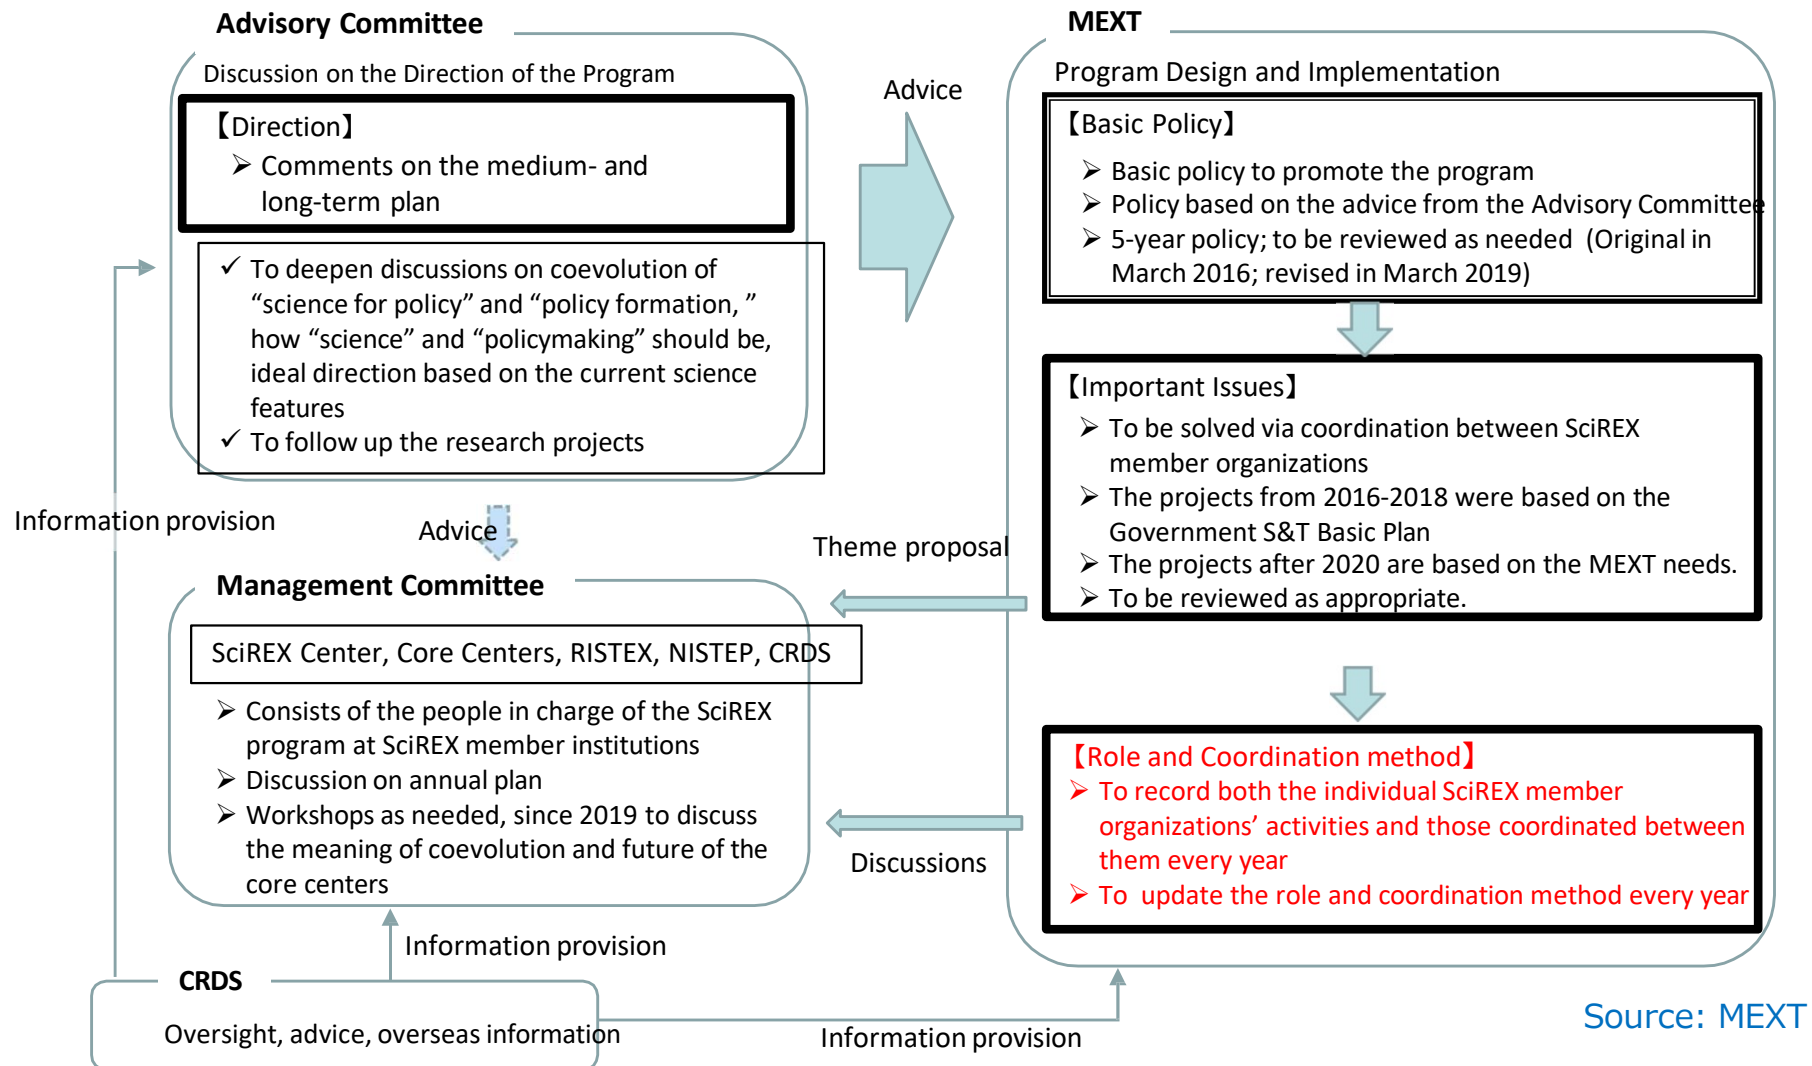 Advisory Committee
Discussion on the Direction of the Program
【Direction】
➢ Comments on the medium- and
long-term plan
✓ To deepen discussions on coevolution of
“science for policy” and “policy formation, ”
how “science” and “policymaking” should be,
ideal direction based on the current science
features
✓ To follow up the research projects
Advice
MEXT
Program Design and Implementation
【Basic Policy】
➢ Basic policy to promote the program
➢ Policy based on the advice from the Advisory Committee
➢ 5-year policy; to be reviewed as needed (Original in
March 2016; revised in March 2019)
【Important Issues】
➢ To be solved via coordination between SciREX
member organizations
➢ The projects from 2016-2018 were based on the
Government S&T Basic Plan
➢ The projects after 2020 are based on the MEXT needs.
➢ To be reviewed as appropriate.
【Role and Coordination method】
➢ To record both the individual SciREX member
organizations’ activities and those coordinated between
them every year
➢ To update the role and coordination method every year
Information provision
Advice
Theme proposal
Management Committee
SciREX Center, Core Centers, RISTEX, NISTEP, CRDS
➢ Consists of the people in charge of the SciREX
program at SciREX member institutions
➢ Discussion on annual plan
➢ Workshops as needed, since 2019 to discuss
the meaning of coevolution and future of the
core centers
Discussions
Information provision
CRDS
Oversight, advice, overseas information
Information provision
Source: MEXT